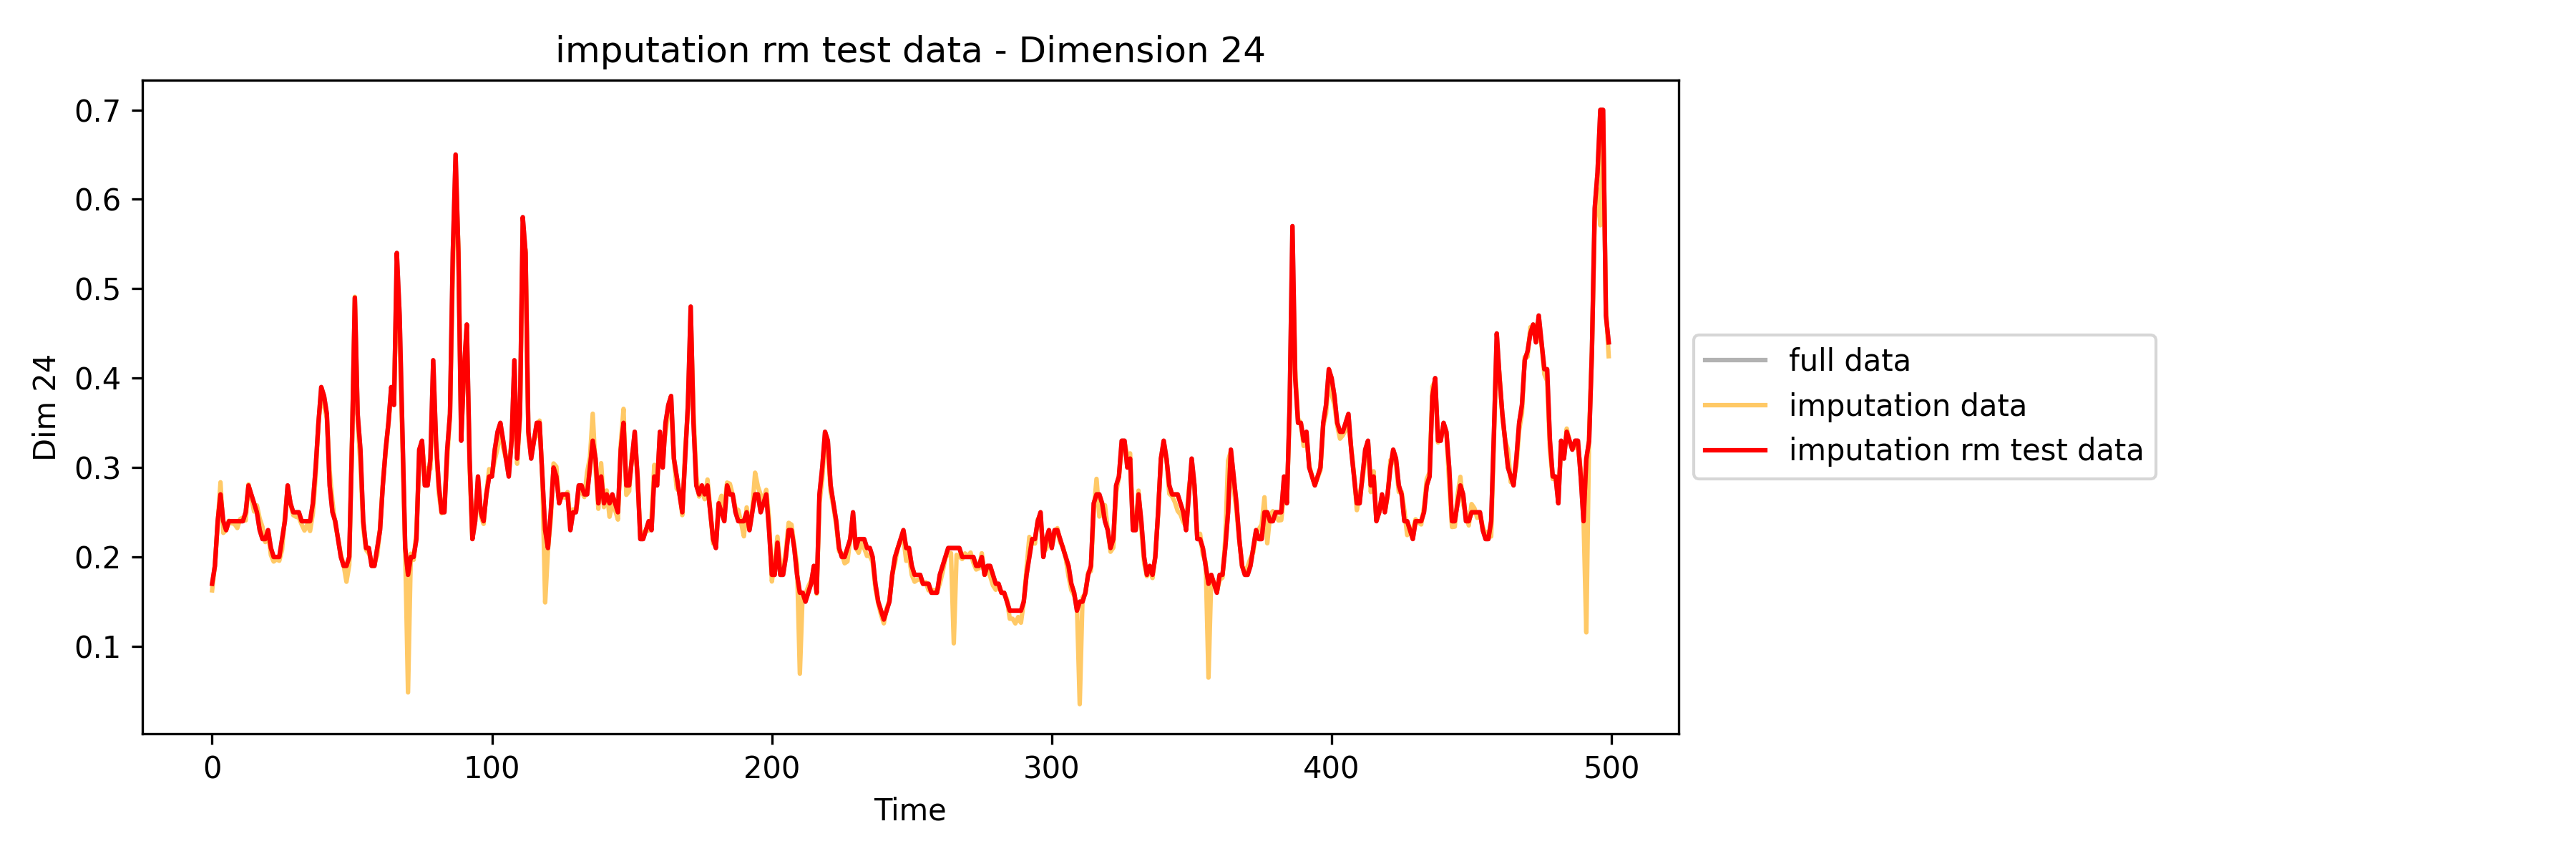 imputation rm test data - Dimension 24
Dim 24
0.7
0.6
0.5
0.4
0.3
0.2
0.1
0 100 200 300 400 500
Time
full data
imputation data
imputation rm test data